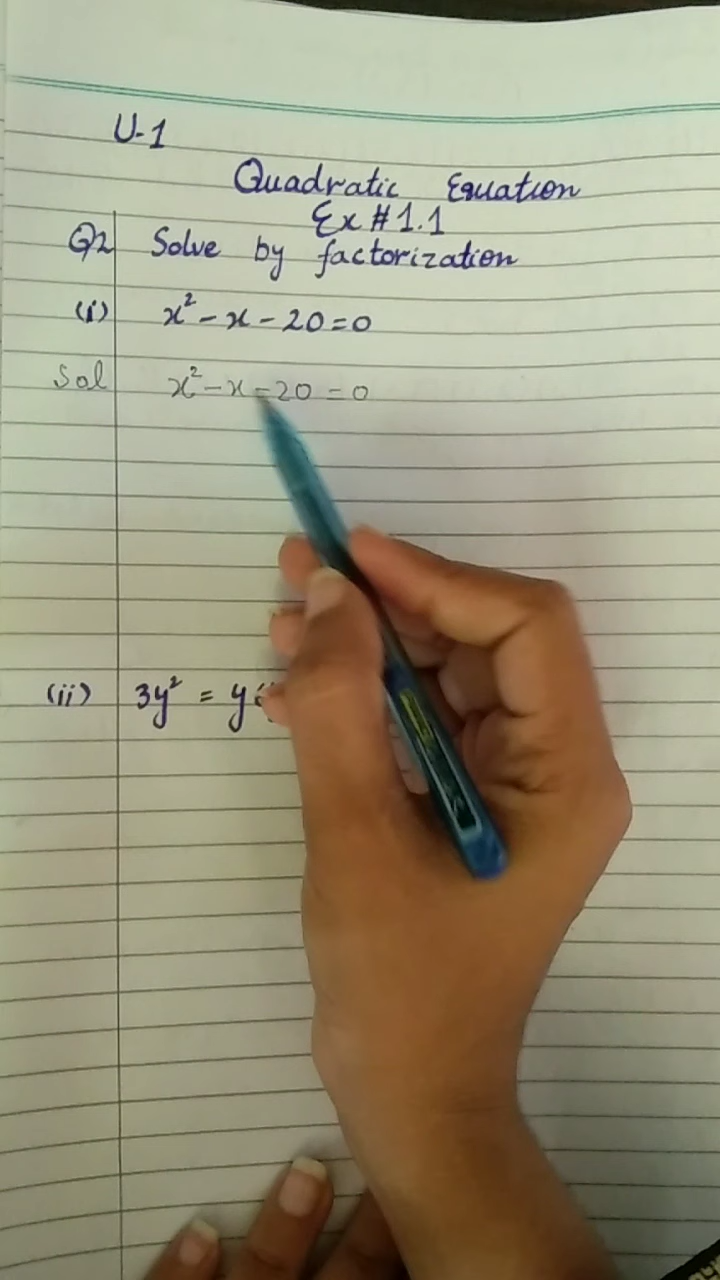 U-1
Quadratic Equation
Ex # 1.1
Q2 Solve by factorization
(i) x² - x - 20 = 0
Sol x² - x - 20 = 0
(ii) 3y² = y